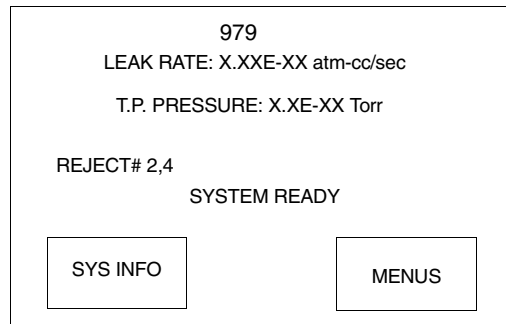 979
LEAK RATE: X.XXE-XX atm-cc/sec
T.P. PRESSURE: X.XE-XX Torr
REJECT# 2,4
SYSTEM READY
SYS INFO
MENUS